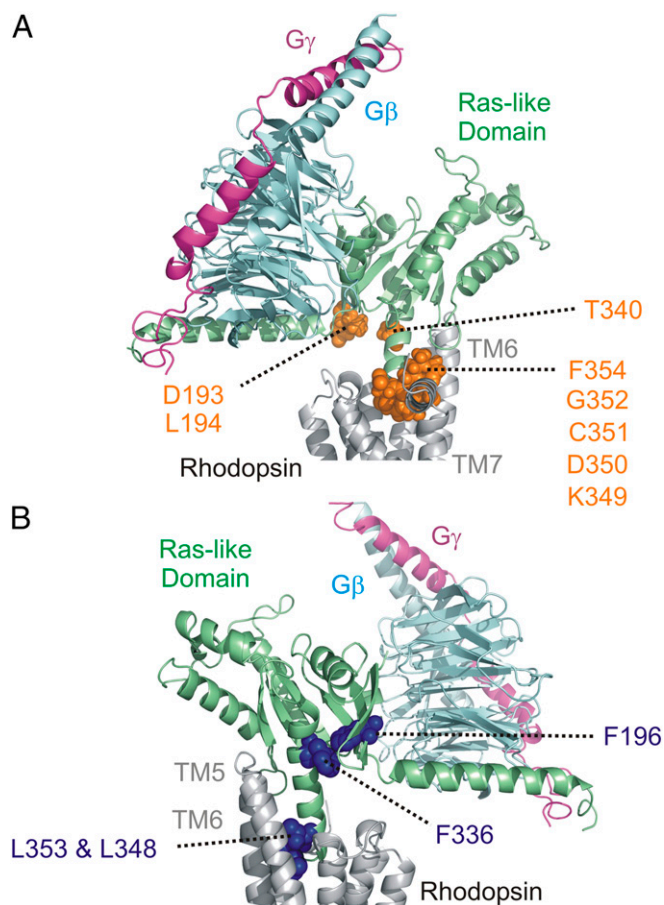 A
Gγ
Gβ
Ras-like
Domain
T340
TM6
F354
D193
L194
G352
C351
D350
Rhodopsin
TM7
K349
B
Gγ
Ras-like
Domain
Gβ
F196
TM5
TM6
F336
L353 & L348
Rhodopsin